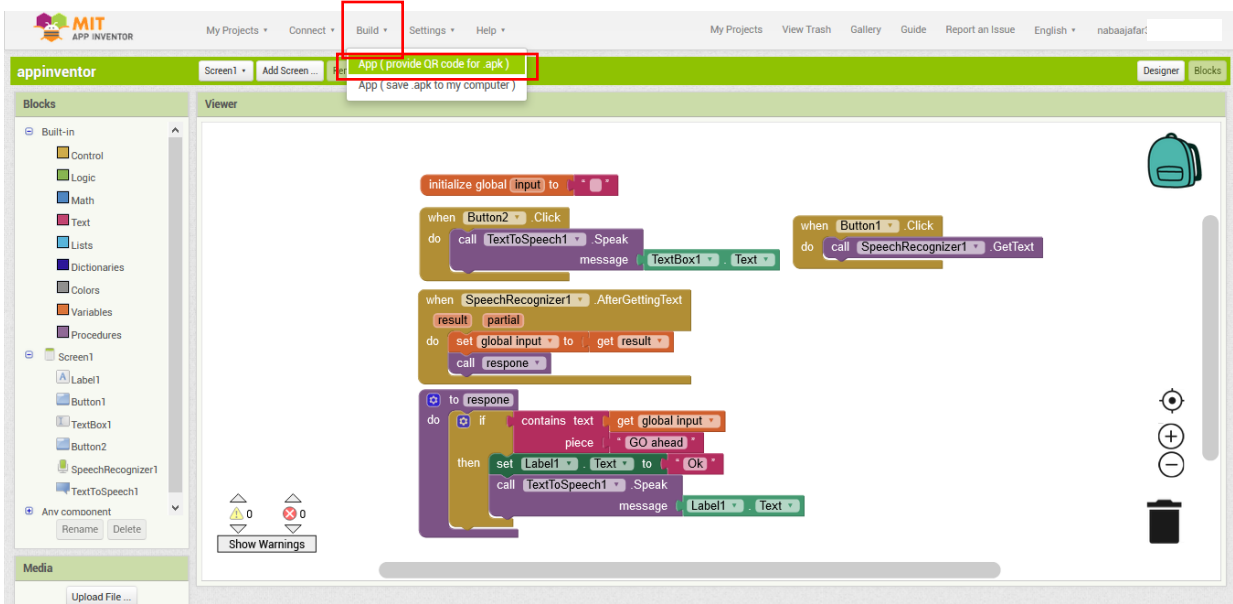 MIT
APP INVENTOR
My Projects Connect Build Settings Help My Projects View Trash Gallery Guide Report an Issue English
App ( provide QR code for .apk )
App ( save .apk to my computer )
appinventor Screen1 Add Screen ... Designer Blocks
Blocks
Viewer
Built-in
Control
Logic
Math
Text
Lists
Dictionaries
Colors
Variables
Procedures
Screen1
Label1
Button1
TextBox1
Button2
SpeechRecognizer1
TextToSpeech1
Any component
Rename Delete
Media
Upload File ...
initialize global input to " "
when Button2 .Click
do call TextToSpeech1 .Speak
message TextBox1 . Text
when Button1 .Click
do call SpeechRecognizer1 .GetText
when SpeechRecognizer1 .AfterGettingText
result partial
do set global input to get result
call respone
to respone
do if contains text get global input
piece " GO ahead "
then set Label1 . Text to " Ok "
call TextToSpeech1 .Speak
message Label1 . Text
0 0
Show Warnings